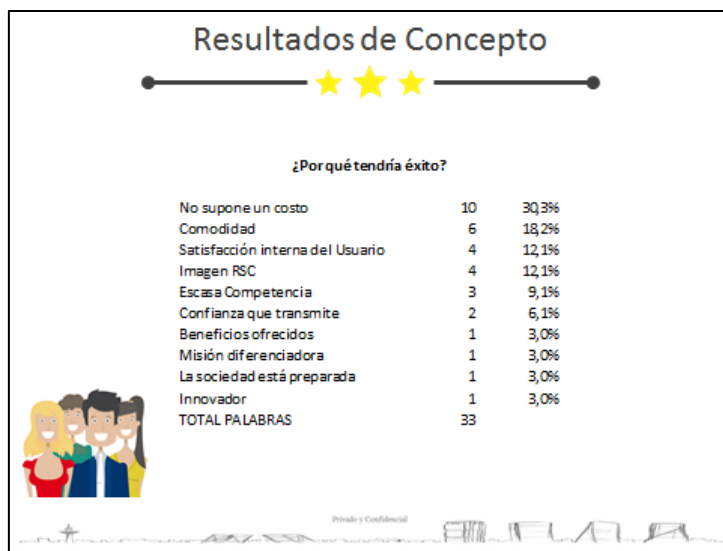 Resultados de Concepto
¿Por qué tendría éxito?
No supone un costo 10 30,3%
Comodidad 6 18,2%
Satisfacción interna del Usuario 4 12,1%
Imagen RSC 4 12,1%
Escasa Competencia 3 9,1%
Confianza que transmite 2 6,1%
Beneficios ofrecidos 1 3,0%
Misión diferenciadora 1 3,0%
La sociedad está preparada 1 3,0%
Innovador 1 3,0%
TOTAL PALABRAS 33
Privado y Confidencial